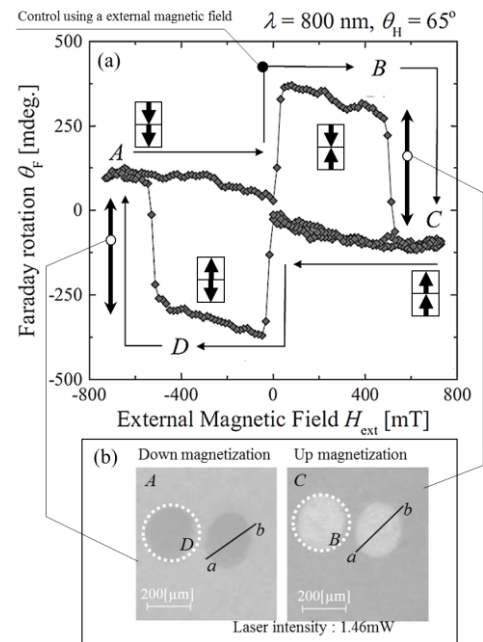 Control using a external magnetic field
λ = 800 nm, θH = 65º
(a)
B
A
C
D
500
250
0
-250
-500
Faraday rotation θF [mdeg.]
-800 -400 0 400 800
External Magnetic Field Hext [mT]
(b)
Down magnetization Up magnetization
A C
D b a
B b a
200[μm] 200[μm]
Laser intensity : 1.46mW